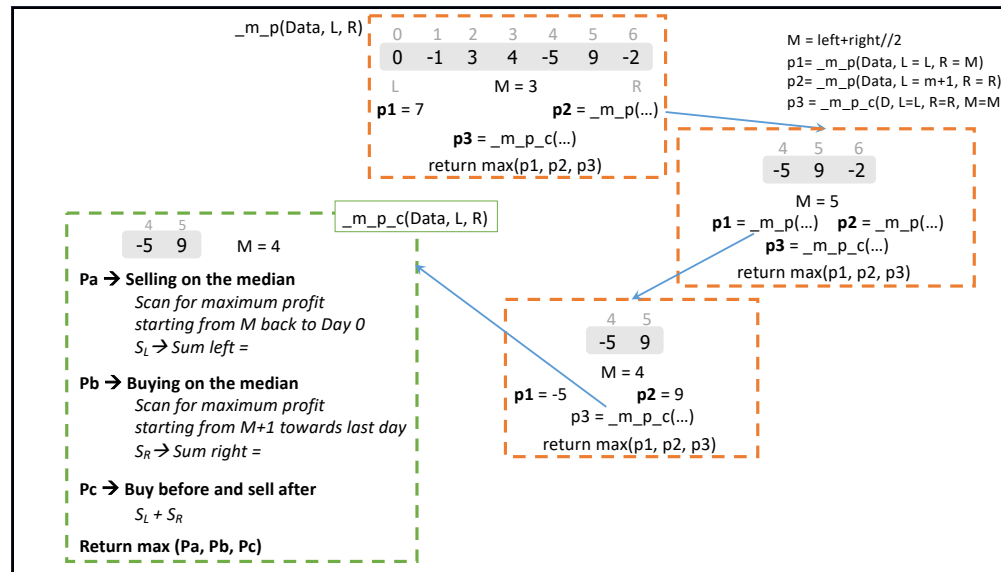 _m_p(Data, L, R)
0 1 2 3 4 5 6
0 -1 3 4 -5 9 -2
L M = 3 R
p1 = 7 p2 = _m_p(…)
p3 = _m_p_c(…)
return max(p1, p2, p3)
M = left+right//2
p1= _m_p(Data, L = L, R = M)
p2= _m_p(Data, L = m+1, R = R)
p3 = _m_p_c(D, L=L, R=R, M=M
4 5 6
-5 9 -2
M = 5
p1 = _m_p(…) p2 = _m_p(…)
p3 = _m_p_c(…)
return max(p1, p2, p3)
4 5
-5 9
M = 4
p1 = -5 p2 = 9
p3 = _m_p_c(…)
return max(p1, p2, p3)
_m_p_c(Data, L, R)
4 5
-5 9 M = 4
Pa → Selling on the median
Scan for maximum profit
starting from M back to Day 0
S_L → Sum left =
Pb → Buying on the median
Scan for maximum profit
starting from M+1 towards last day
S_R → Sum right =
Pc → Buy before and sell after
S_L + S_R
Return max (Pa, Pb, Pc)